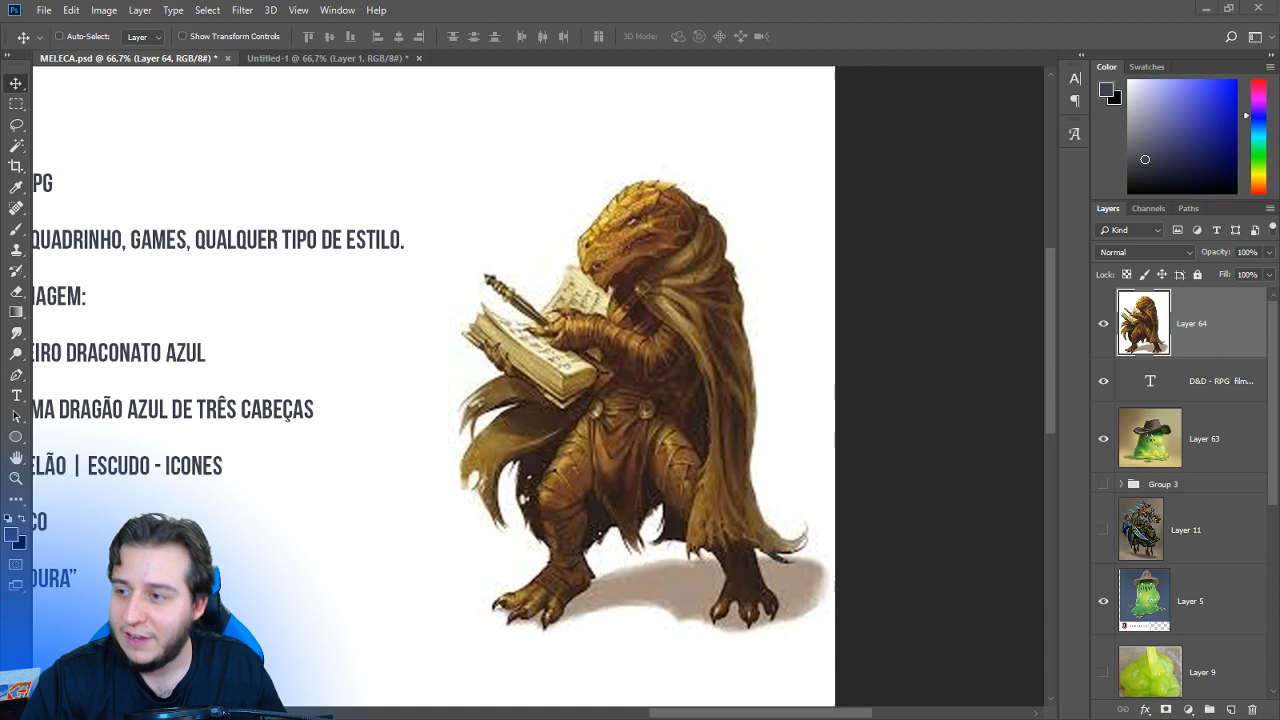 Ps File Edit Image Layer Type Select Filter 3D View Window Help
Auto-Select: Layer Show Transform Controls 3D Mode:
MELECA.psd @ 66,7% (Layer 64, RGB/8#) * × Untitled-1 @ 66,7% (Layer 1, RGB/8#) * ×
Color Swatches
PG
QUADRINHO, GAMES, QUALQUER TIPO DE ESTILO.
AGEM:
EIRO DRACONATO AZUL
MA DRAGÃO AZUL DE TRÊS CABEÇAS
ELÃO | ESCUDO - ICONES
CO
DURA”
Layers Channels Paths
Kind
Normal Opacity: 100%
Lock: Fill: 100%
Layer 64
T D&D - RPG film...
Layer 63
Group 3
Layer 11
Layer 5
Layer 9